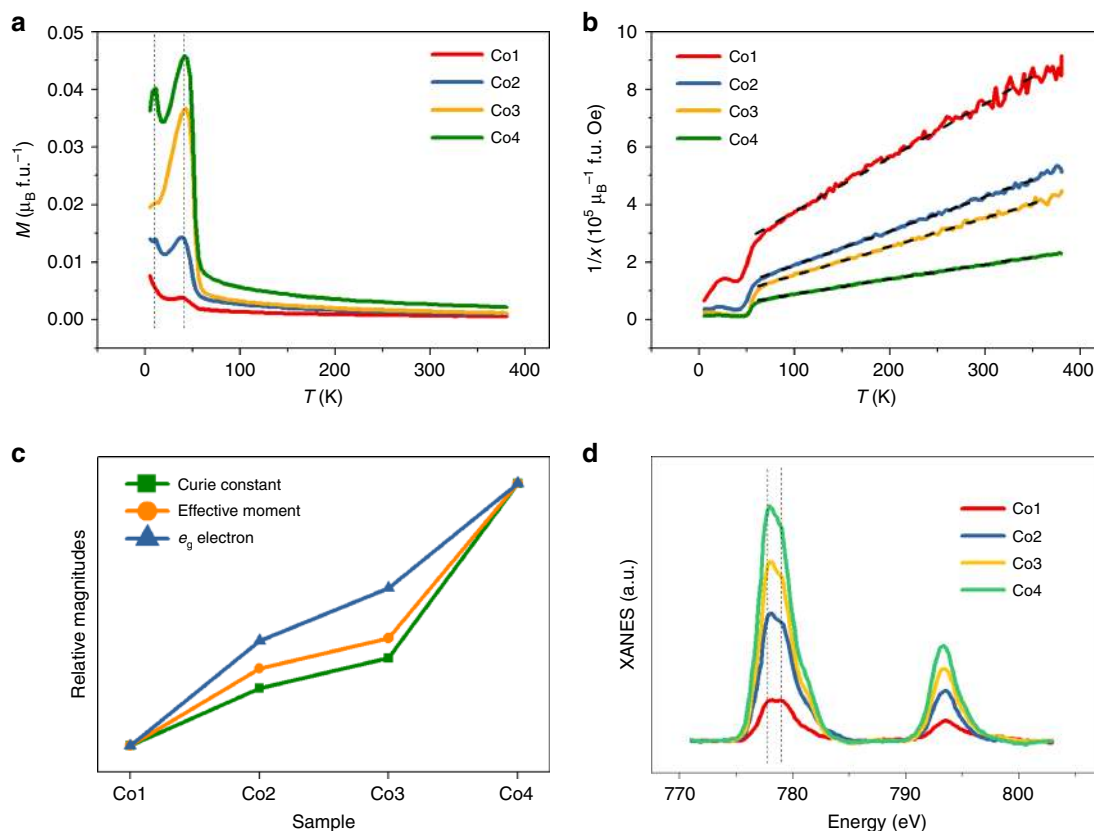 a
0.05
0.04
0.03
0.02
0.01
0.00
M (μB f.u.⁻¹)
0
100
200
300
400
T (K)
Co1
Co2
Co3
Co4
b
10
8
6
4
2
0
1/x (10⁵ μB⁻¹ f.u. Oe)
0
100
200
300
400
T (K)
Co1
Co2
Co3
Co4
c
Curie constant
Effective moment
eg electron
Relative magnitudes
Co1
Co2
Co3
Co4
Sample
d
Co1
Co2
Co3
Co4
XANES (a.u.)
770
780
790
800
Energy (eV)